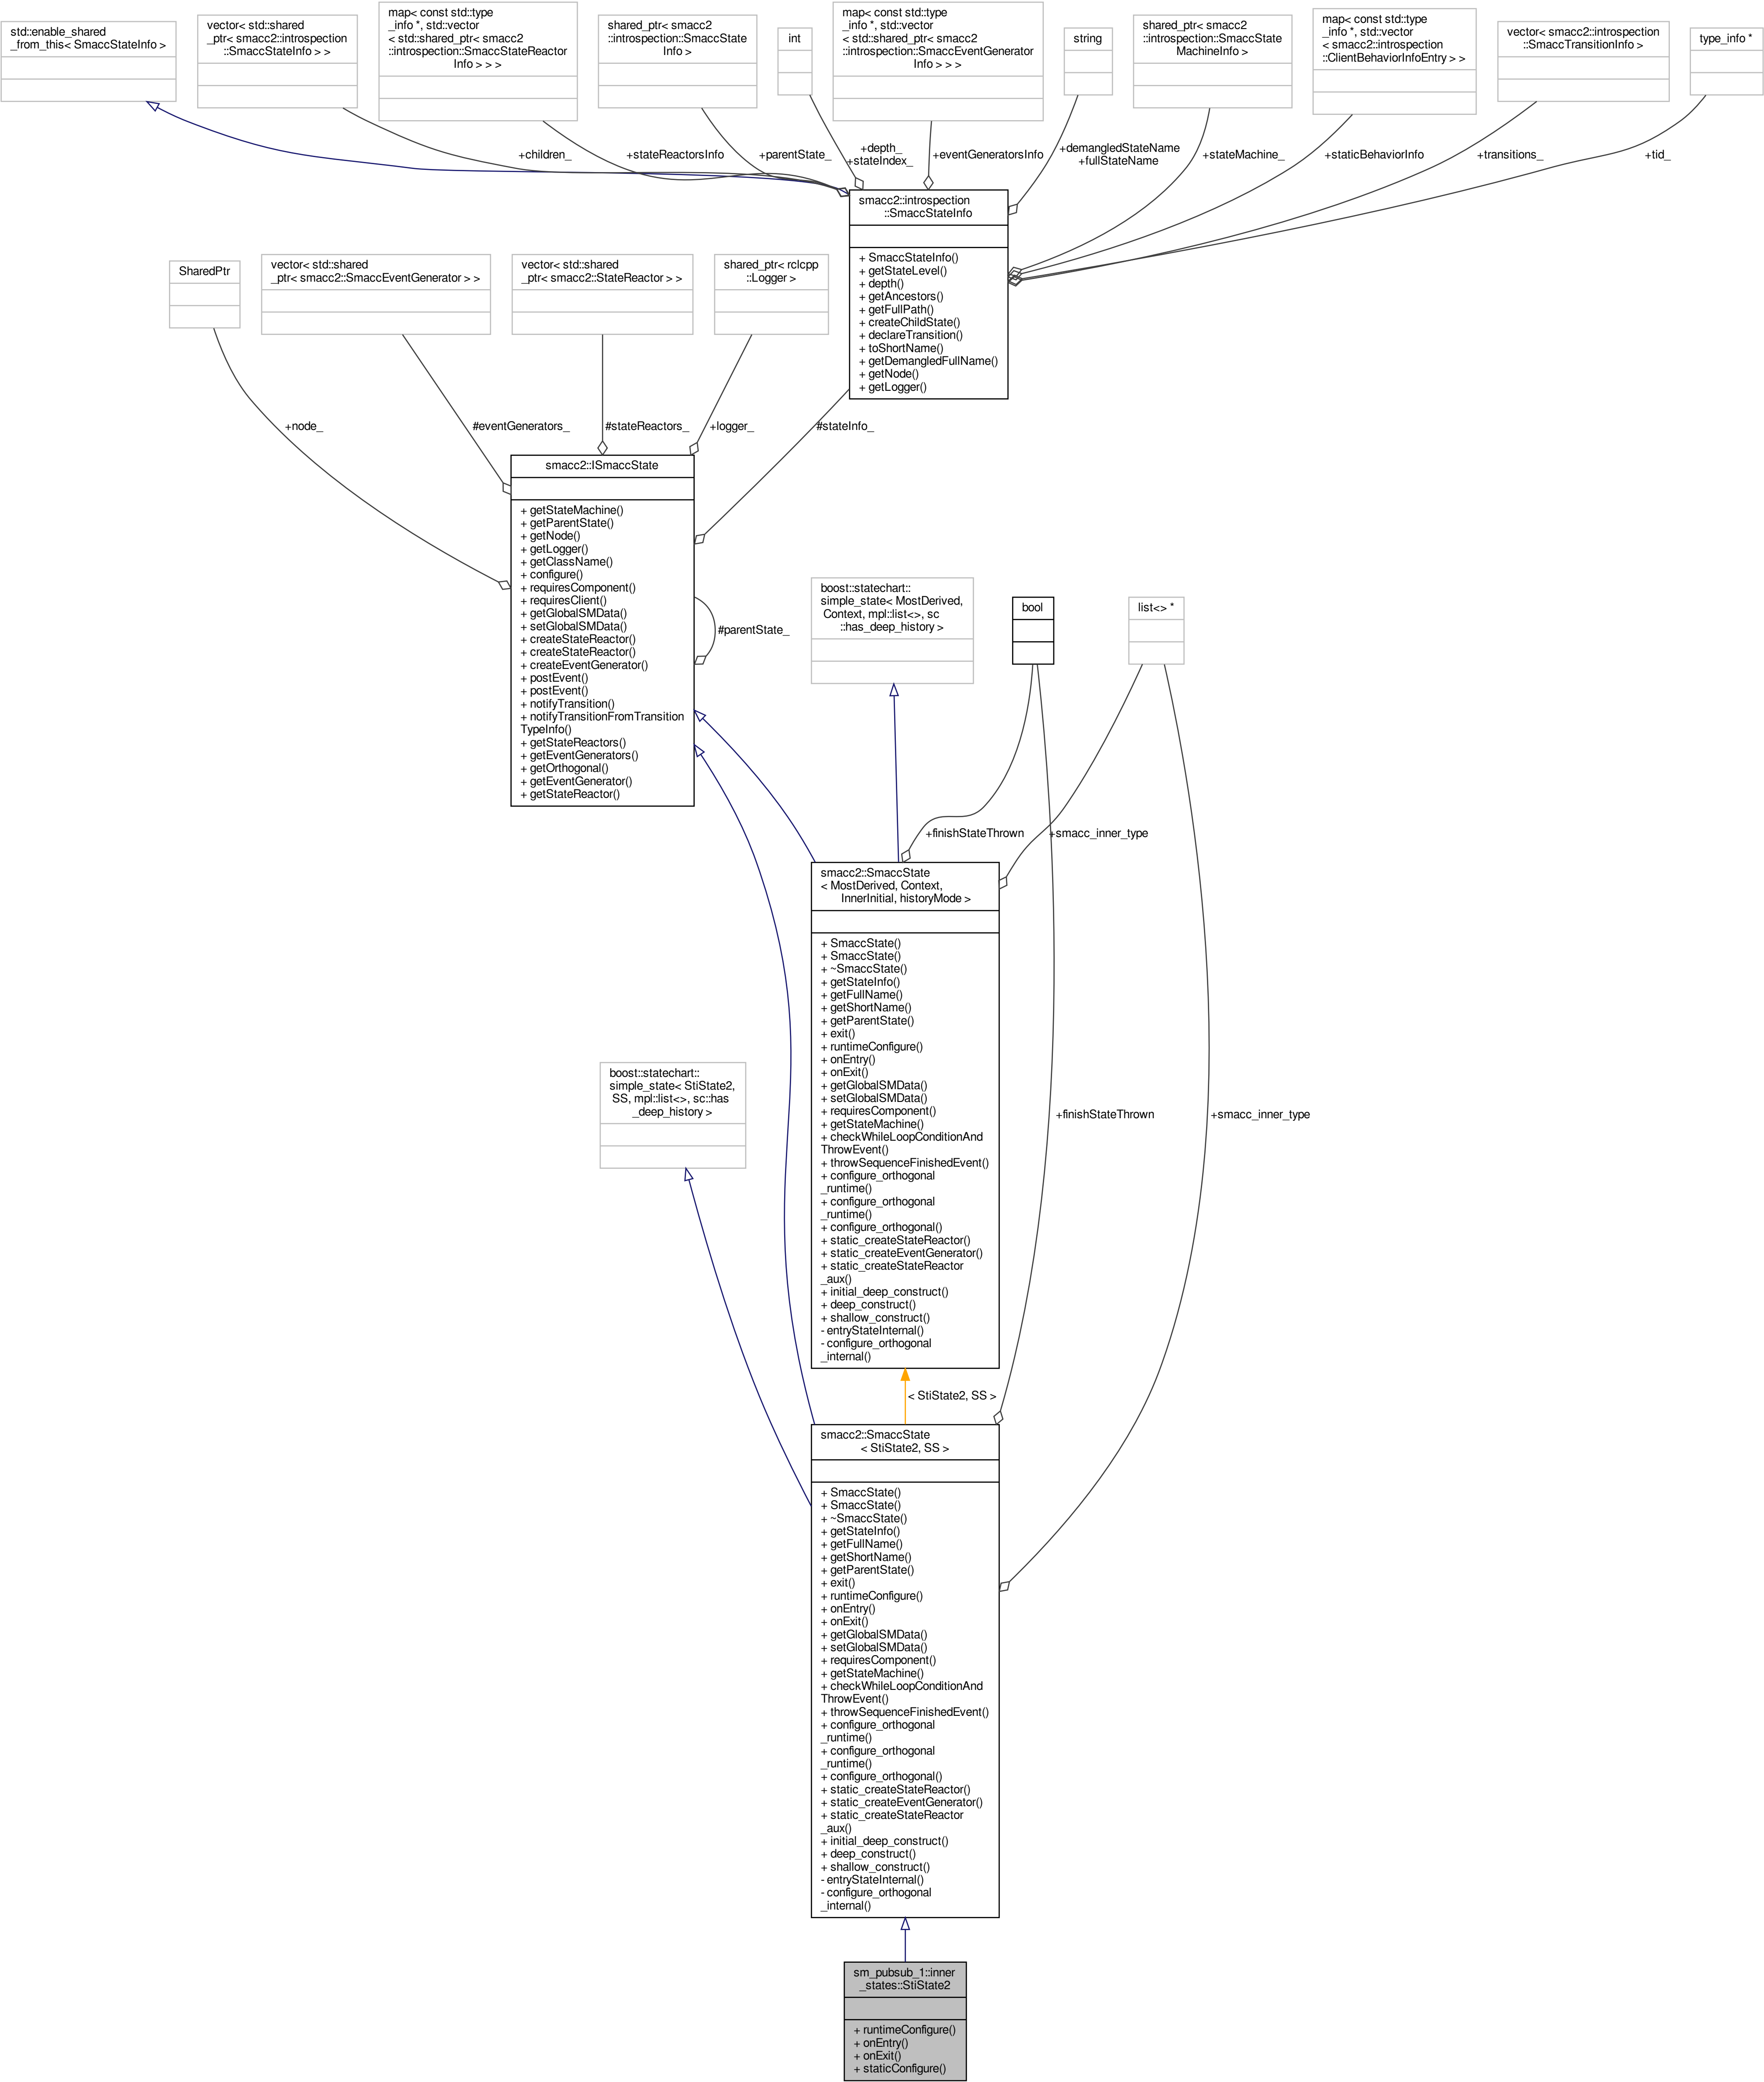 std::enable_shared
_from_this< SmaccStateInfo >
vector< std::shared
_ptr< smacc2::introspection
::SmaccStateInfo > >
map< const std::type
_info *, std::vector
< std::shared_ptr< smacc2
::introspection::SmaccStateReactor
Info > > >
shared_ptr< smacc2
::introspection::SmaccState
Info >
int
map< const std::type
_info *, std::vector
< std::shared_ptr< smacc2
::introspection::SmaccEventGenerator
Info > > >
string
shared_ptr< smacc2
::introspection::SmaccState
MachineInfo >
map< const std::type
_info *, std::vector
< smacc2::introspection
::ClientBehaviorInfoEntry > >
vector< smacc2::introspection
::SmaccTransitionInfo >
type_info *
+children_
+stateReactorsInfo
+parentState_
+depth_
+stateIndex_
+eventGeneratorsInfo
+demangledStateName
+fullStateName
+stateMachine_
+staticBehaviorInfo
+transitions_
+tid_
smacc2::introspection
::SmaccStateInfo
+ SmaccStateInfo()
+ getStateLevel()
+ depth()
+ getAncestors()
+ getFullPath()
+ createChildState()
+ declareTransition()
+ toShortName()
+ getDemangledFullName()
+ getNode()
+ getLogger()
SharedPtr
vector< std::shared
_ptr< smacc2::SmaccEventGenerator > >
vector< std::shared
_ptr< smacc2::StateReactor > >
shared_ptr< rclcpp
::Logger >
+node_
#eventGenerators_
#stateReactors_
+logger_
#stateInfo_
smacc2::ISmaccState
+ getStateMachine()
+ getParentState()
+ getNode()
+ getLogger()
+ getClassName()
+ configure()
+ requiresComponent()
+ requiresClient()
+ getGlobalSMData()
+ setGlobalSMData()
+ createStateReactor()
+ createStateReactor()
+ createEventGenerator()
+ postEvent()
+ postEvent()
+ notifyTransition()
+ notifyTransitionFromTransition
TypeInfo()
+ getStateReactors()
+ getEventGenerators()
+ getOrthogonal()
+ getEventGenerator()
+ getStateReactor()
#parentState_
boost::statechart::
simple_state< MostDerived,
Context, mpl::list<>, sc
::has_deep_history >
bool
list<> *
+finishStateThrown
+smacc_inner_type
smacc2::SmaccState
< MostDerived, Context,
InnerInitial, historyMode >
+ SmaccState()
+ SmaccState()
+ ~SmaccState()
+ getStateInfo()
+ getFullName()
+ getShortName()
+ getParentState()
+ exit()
+ runtimeConfigure()
+ onEntry()
+ onExit()
+ getGlobalSMData()
+ setGlobalSMData()
+ requiresComponent()
+ getStateMachine()
+ checkWhileLoopConditionAnd
ThrowEvent()
+ throwSequenceFinishedEvent()
+ configure_orthogonal
_runtime()
+ configure_orthogonal
_runtime()
+ configure_orthogonal()
+ static_createStateReactor()
+ static_createEventGenerator()
+ static_createStateReactor
_aux()
+ initial_deep_construct()
+ deep_construct()
+ shallow_construct()
- entryStateInternal()
- configure_orthogonal
_internal()
boost::statechart::
simple_state< StiState2,
SS, mpl::list<>, sc::has
_deep_history >
+finishStateThrown
+smacc_inner_type
< StiState2, SS >
smacc2::SmaccState
< StiState2, SS >
+ SmaccState()
+ SmaccState()
+ ~SmaccState()
+ getStateInfo()
+ getFullName()
+ getShortName()
+ getParentState()
+ exit()
+ runtimeConfigure()
+ onEntry()
+ onExit()
+ getGlobalSMData()
+ setGlobalSMData()
+ requiresComponent()
+ getStateMachine()
+ checkWhileLoopConditionAnd
ThrowEvent()
+ throwSequenceFinishedEvent()
+ configure_orthogonal
_runtime()
+ configure_orthogonal
_runtime()
+ configure_orthogonal()
+ static_createStateReactor()
+ static_createEventGenerator()
+ static_createStateReactor
_aux()
+ initial_deep_construct()
+ deep_construct()
+ shallow_construct()
- entryStateInternal()
- configure_orthogonal
_internal()
sm_pubsub_1::inner
_states::StiState2
+ runtimeConfigure()
+ onEntry()
+ onExit()
+ staticConfigure()